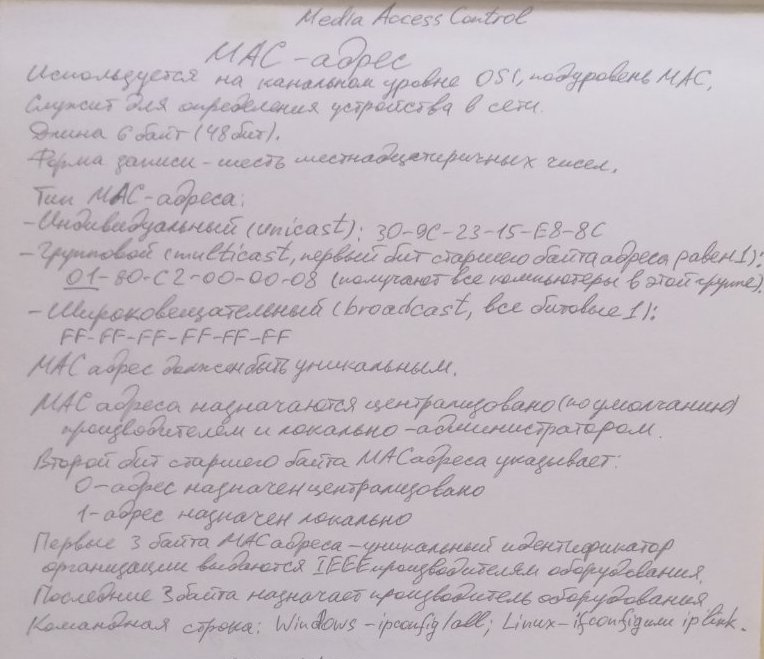 Media Access Control
MAC-адрес
Используется на канальном уровне OSI, подуровень MAC.
Служит для определения устройства в сети.
Длина 6 байт (48 бит).
Форма записи - шесть шестнадцатиричных чисел.
Тип MAC-адреса:
- Индивидуальный (unicast): 30-9C-23-15-E8-8C
- Групповой (multicast, первый бит старшего байта адреса равен 1):
01-80-C2-00-00-08 (получают все компьютеры в этой группе).
- Широковещательный (broadcast, все битовые 1):
FF-FF-FF-FF-FF-FF
MAC адрес должен быть уникальным.
MAC адреса назначаются централизовано (по умолчанию)
производителем и локально - администратором.
Второй бит старшего байта MAC адреса указывает:
0 - адрес назначен централизовано
1 - адрес назначен локально
Первые 3 байта MAC адреса - уникальный идентификатор
организации выдаются IEEE производителям оборудования.
Последние 3 байта назначает производитель оборудования
Командная строка: Windows - ipconfig/all; Linux - ifconfig или ip link.